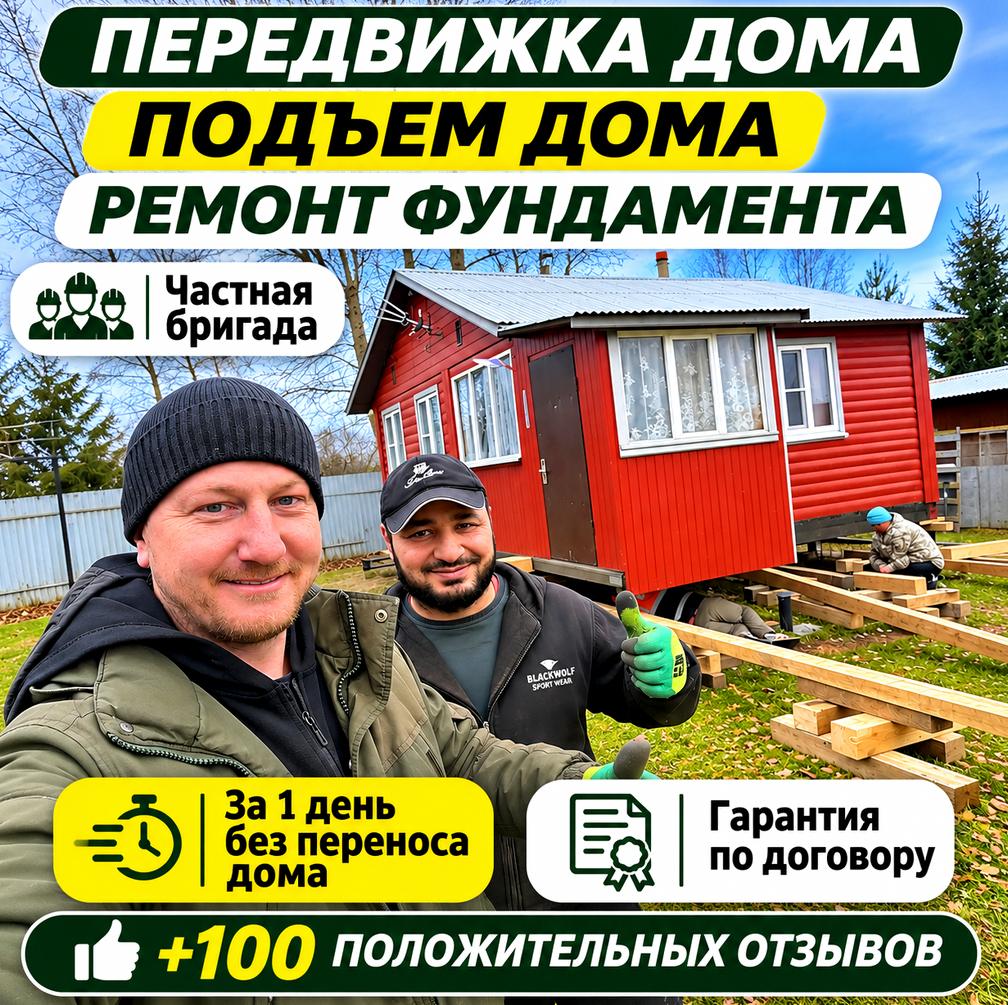 ПЕРЕДВИЖКА ДОМА
ПОДЪЕМ ДОМА
РЕМОНТ ФУНДАМЕНТА
Частная
бригада
BLACKWOLF
SPORT WEAR
За 1 день
без переноса
дома
Гарантия
по договору
+100 ПОЛОЖИТЕЛЬНЫХ ОТЗЫВОВ